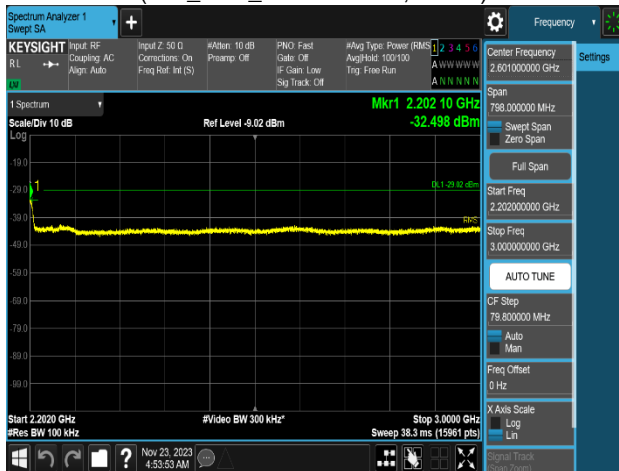 Spectrum Analyzer 1
Swept SA
Frequency
KEYSIGHT
RL
LXI
Input: RF
Coupling: AC
Align: Auto
Input Z: 50 Ω
Corrections: On
Freq Ref: Int (S)
#Atten: 10 dB
Preamp: Off
PNO: Fast
Gate: Off
IF Gain: Low
Sig Track: Off
#Avg Type: Power (RMS
Avg|Hold: 100/100
Trig: Free Run
1 2 3 4 5 6
A W W W W W
A N N N N N
1 Spectrum
Scale/Div 10 dB
Log
Ref Level -9.02 dBm
Mkr1 2.202 10 GHz
-32.498 dBm
1
DL1 -29.02 dBm
RMS
-19.0
-29.0
-39.0
-49.0
-59.0
-69.0
-79.0
-89.0
-99.0
Start 2.2020 GHz
#Res BW 100 kHz
#Video BW 300 kHz*
Stop 3.0000 GHz
Sweep 38.3 ms (15961 pts)
Nov 23, 2023
4:53:53 AM
?
Center Frequency
2.601000000 GHz
Settings
Span
798.000000 MHz
Swept Span
Zero Span
Full Span
Start Freq
2.202000000 GHz
Stop Freq
3.000000000 GHz
AUTO TUNE
CF Step
79.800000 MHz
Auto
Man
Freq Offset
0 Hz
X Axis Scale
Log
Lin
Signal Track
(Span Zoom)